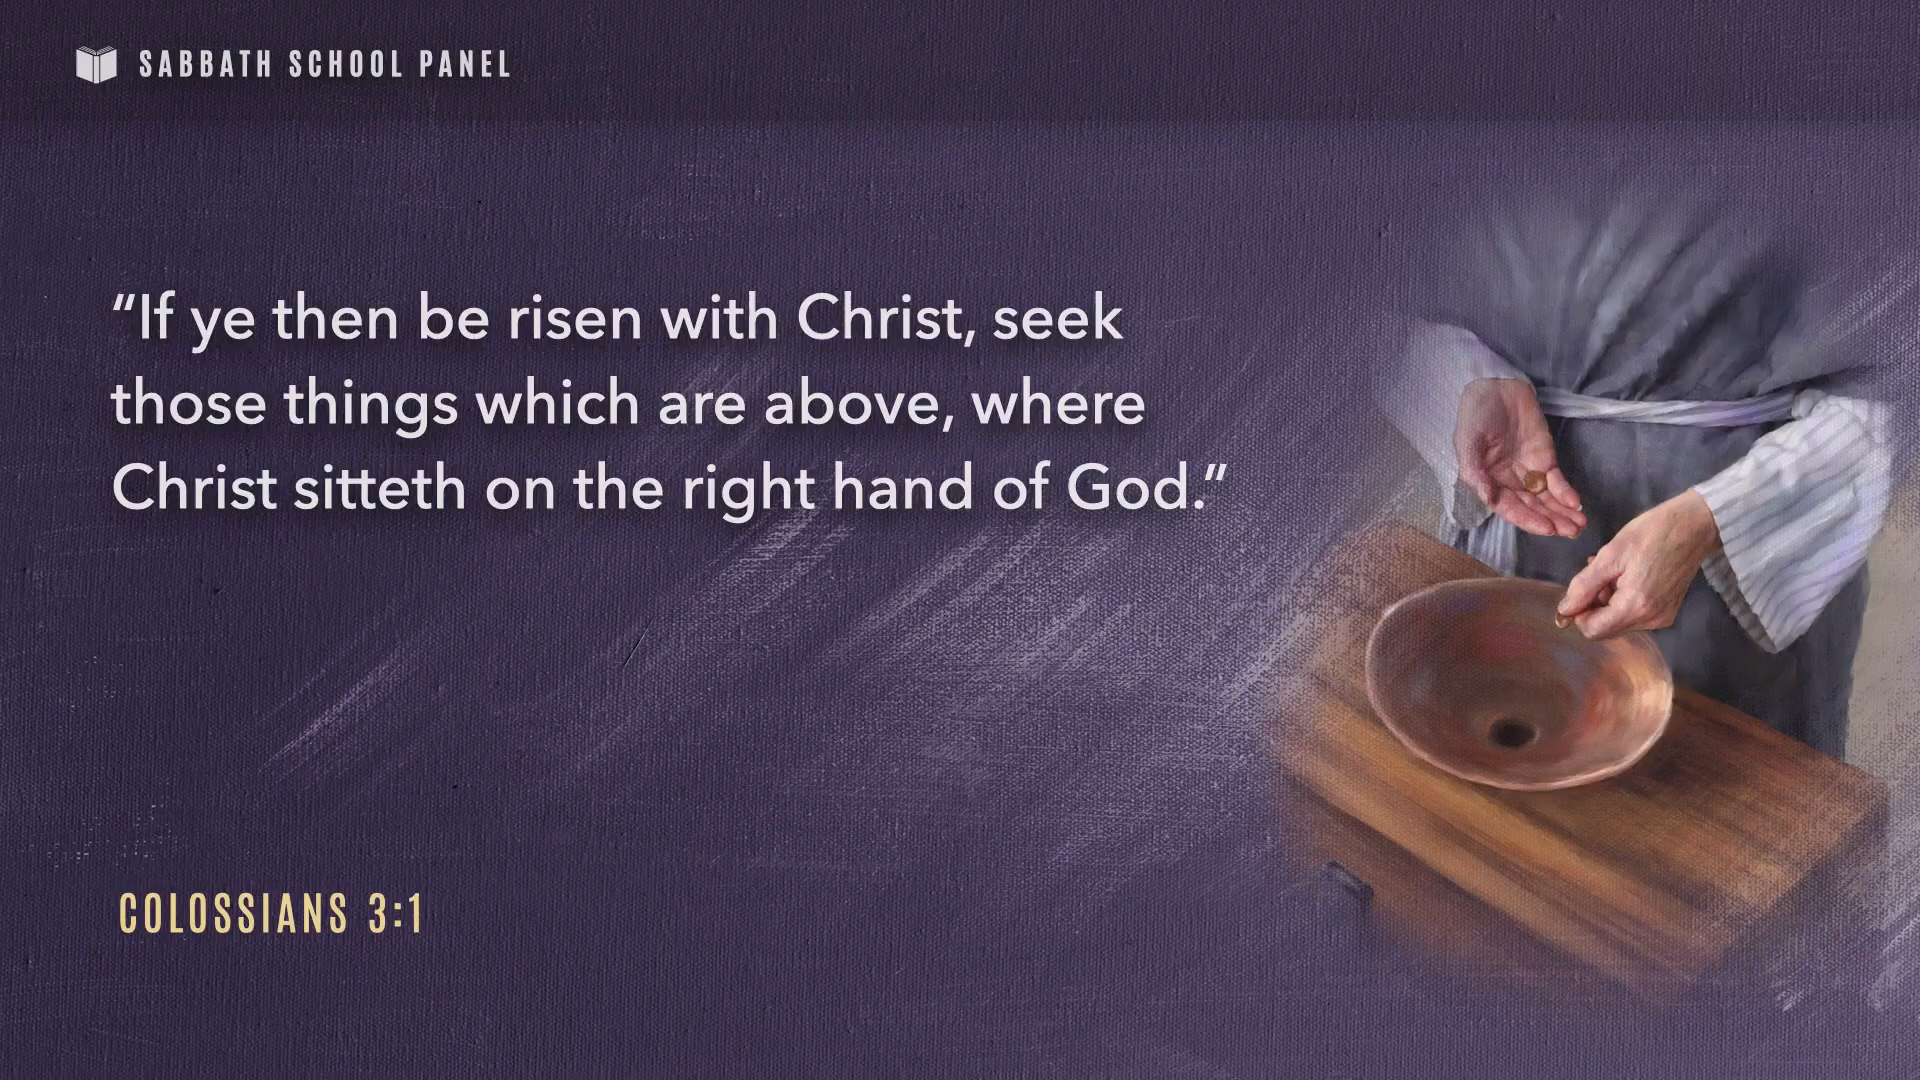 SABBATH SCHOOL PANEL
“If ye then be risen with Christ, seek
those things which are above, where
Christ sitteth on the right hand of God.”
COLOSSIANS 3:1